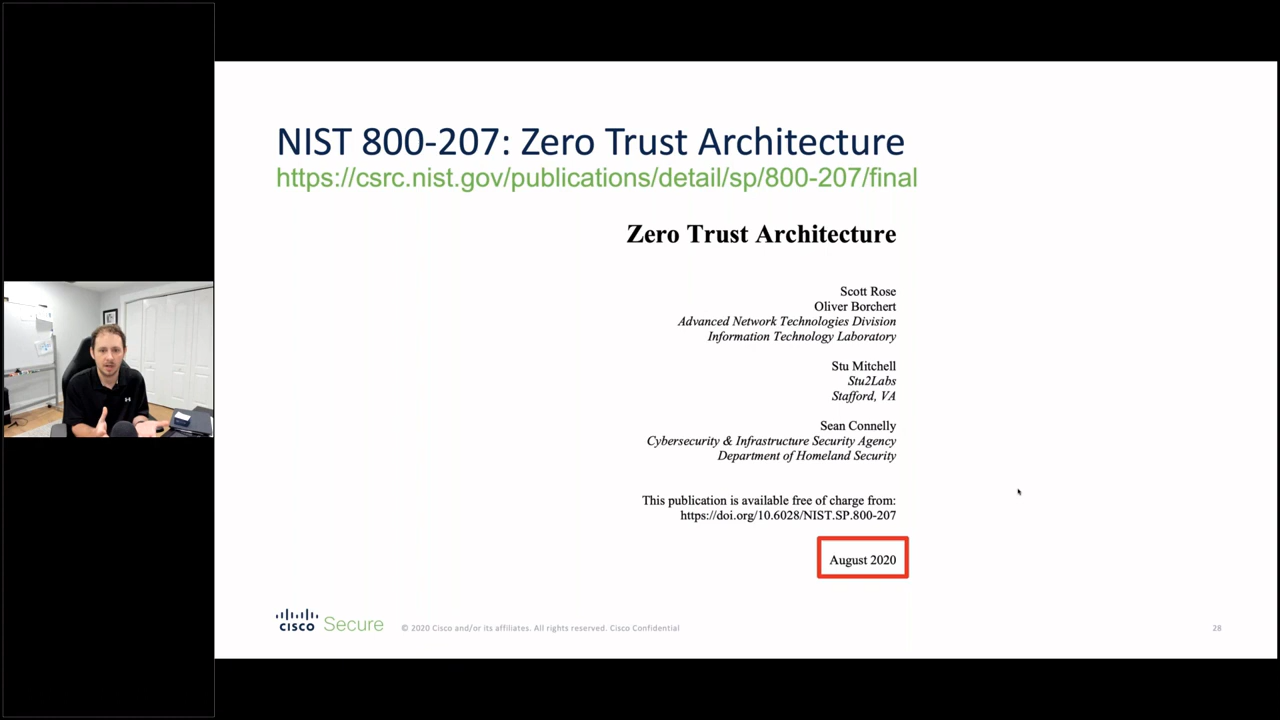 NIST 800-207: Zero Trust Architecture
https://csrc.nist.gov/publications/detail/sp/800-207/final
Zero Trust Architecture
Scott Rose
Oliver Borchert
Advanced Network Technologies Division
Information Technology Laboratory
Stu Mitchell
Stu2Labs
Stafford, VA
Sean Connelly
Cybersecurity & Infrastructure Security Agency
Department of Homeland Security
This publication is available free of charge from:
https://doi.org/10.6028/NIST.SP.800-207
August 2020
CISCO Secure
© 2020 Cisco and/or its affiliates. All rights reserved. Cisco Confidential
28